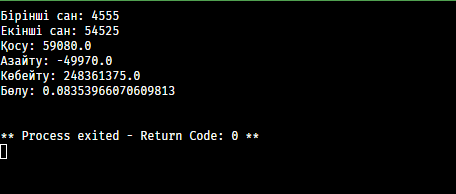 Бірінші сан: 4555
Екінші сан: 54525
Қосу: 59080.0
Азайту: -49970.0
Көбейту: 248361375.0
Бөлу: 0.08353966070609813
** Process exited - Return Code: 0 **